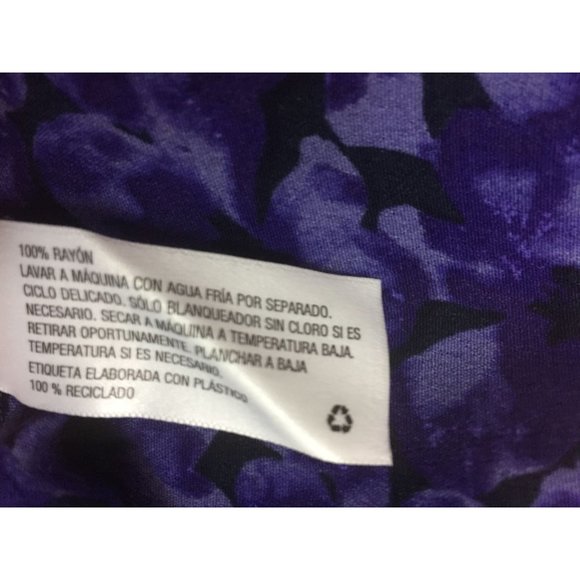 100% RAYÓN
LAVAR A MÁQUINA CON AGUA FRÍA POR SEPARADO.
CICLO DELICADO. SÓLO BLANQUEADOR SIN CLORO SI ES
NECESARIO. SECAR A MÁQUINA A TEMPERATURA BAJA.
RETIRAR OPORTUNAMENTE. PLANCHAR A BAJA
TEMPERATURA SI ES NECESARIO.
ETIQUETA ELABORADA CON PLÁSTICO
100 % RECICLADO